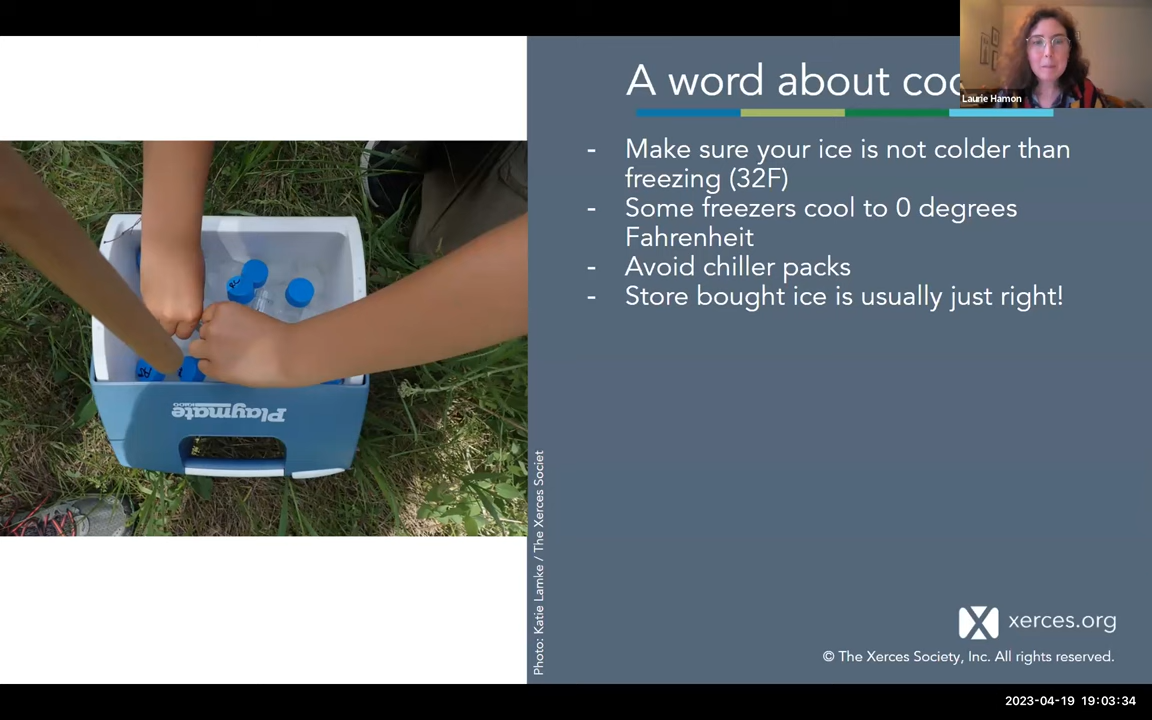 A word about
Laurie Hamon
- Make sure your ice is not colder than
freezing (32F)
- Some freezers cool to 0 degrees
Fahrenheit
- Avoid chiller packs
- Store bought ice is usually just right!
Playmate
Photo: Katie Lamke / The Xerces Societ
xerces.org
© The Xerces Society, Inc. All rights reserved.
2023-04-19 19:03:34